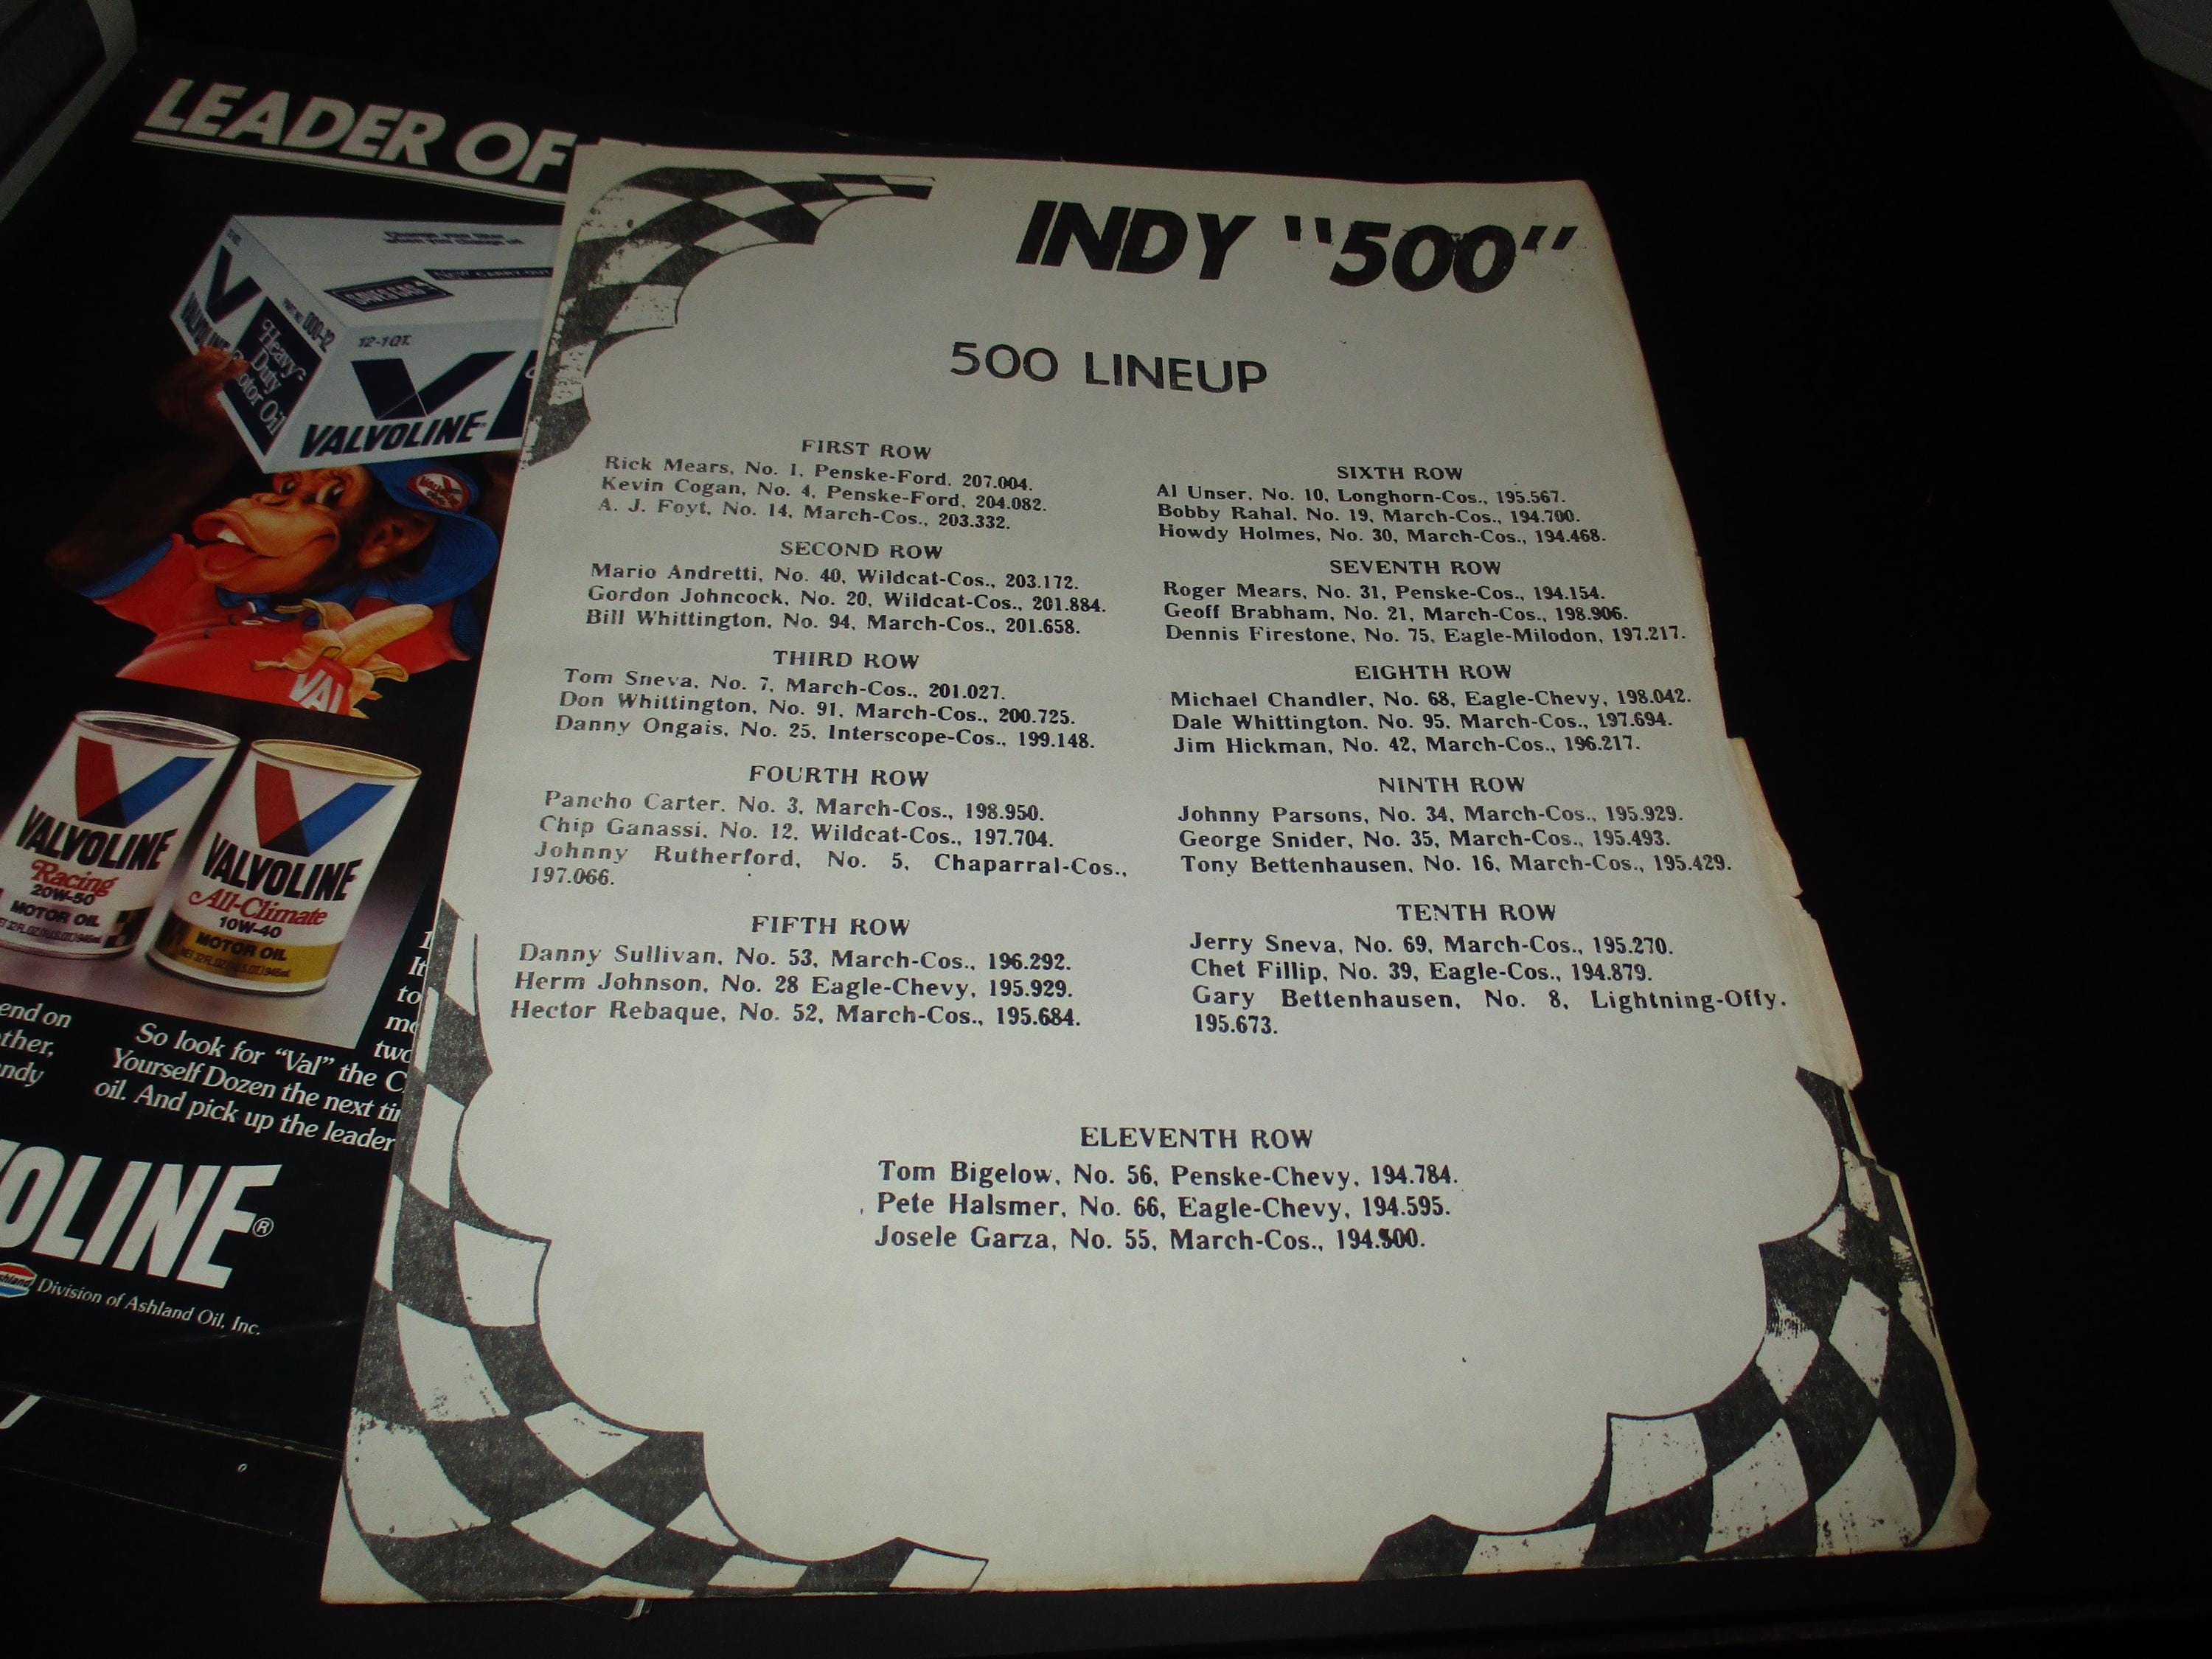 LEADER OF
12-1QT.
VALVOLINE
Heavy
Duty
Motor Oil
VALVOLINE
Racing
20W-50
MOTOR OIL
VALVOLINE
All-Climate
10W-40
MOTOR OIL
end on
ther,
ndy
So look for "Val" the C
Yourself Dozen the next ti
oil. And pick up the leader
It
to
mo
two
OLINE®
Division of Ashland Oil, Inc.
INDY "500"
500 LINEUP
FIRST ROW
Rick Mears, No. 1, Penske-Ford, 207.004.
Kevin Cogan, No. 4, Penske-Ford, 204.082.
A. J. Foyt, No. 14, March-Cos., 203.332.
SECOND ROW
Mario Andretti, No. 40, Wildcat-Cos., 203.172.
Gordon Johncock, No. 20, Wildcat-Cos., 201.884.
Bill Whittington, No. 94, March-Cos., 201.658.
THIRD ROW
Tom Sneva, No. 7, March-Cos., 201.027.
Don Whittington, No. 91, March-Cos., 200.725.
Danny Ongais, No. 25, Interscope-Cos., 199.148.
FOURTH ROW
Pancho Carter, No. 3, March-Cos., 198.950.
Chip Ganassi, No. 12, Wildcat-Cos., 197.704.
Johnny Rutherford, No. 5, Chaparral-Cos.,
197.066.
FIFTH ROW
Danny Sullivan, No. 53, March-Cos., 196.292.
Herm Johnson, No. 28 Eagle-Chevy, 195.929.
Hector Rebaque, No. 52, March-Cos., 195.684.
SIXTH ROW
Al Unser, No. 10, Longhorn-Cos., 195.567.
Bobby Rahal, No. 19, March-Cos., 194.700.
Howdy Holmes, No. 30, March-Cos., 194.468.
SEVENTH ROW
Roger Mears, No. 31, Penske-Cos., 194.154.
Geoff Brabham, No. 21, March-Cos., 198.906.
Dennis Firestone, No. 75, Eagle-Milodon, 197.217.
EIGHTH ROW
Michael Chandler, No. 68, Eagle-Chevy, 198.042.
Dale Whittington, No. 95, March-Cos., 197.694.
Jim Hickman, No. 42, March-Cos., 196.217.
NINTH ROW
Johnny Parsons, No. 34, March-Cos., 195.929.
George Snider, No. 35, March-Cos., 195.493.
Tony Bettenhausen, No. 16, March-Cos., 195.429.
TENTH ROW
Jerry Sneva, No. 69, March-Cos., 195.270.
Chet Fillip, No. 39, Eagle-Cos., 194.879.
Gary Bettenhausen, No. 8, Lightning-Offy,
195.673.
ELEVENTH ROW
Tom Bigelow, No. 56, Penske-Chevy, 194.784.
Pete Halsmer, No. 66, Eagle-Chevy, 194.595.
Josele Garza, No. 55, March-Cos., 194.500.